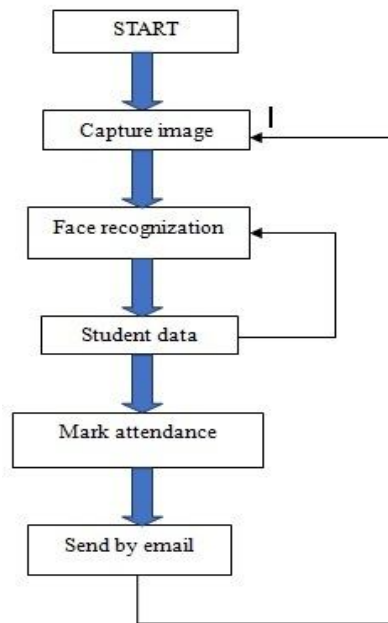 START
Capture image
Face recognization
Student data
Mark attendance
Send by email